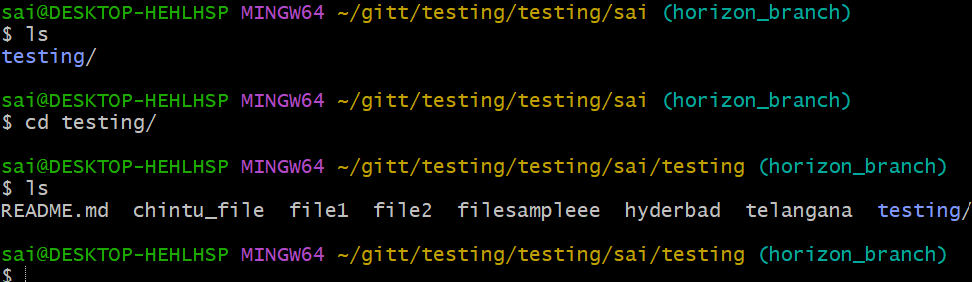 sai@DESKTOP-HEHLHSP MINGW64 ~/gitt/testing/testing/sai (horizon_branch)
$ ls
testing/
sai@DESKTOP-HEHLHSP MINGW64 ~/gitt/testing/testing/sai (horizon_branch)
$ cd testing/
sai@DESKTOP-HEHLHSP MINGW64 ~/gitt/testing/testing/sai/testing (horizon_branch)
$ ls
README.md  chintu_file  file1  file2  filesampleee  hyderbad  telangana  testing/
sai@DESKTOP-HEHLHSP MINGW64 ~/gitt/testing/testing/sai/testing (horizon_branch)
$